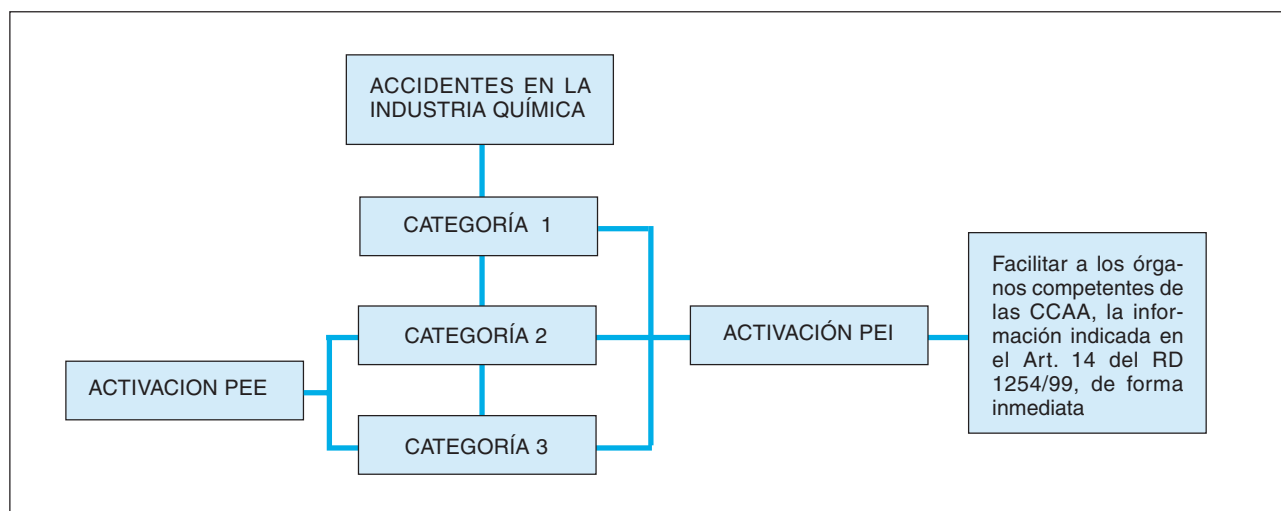 ACCIDENTES EN LA
INDUSTRIA QUÍMICA
CATEGORÍA 1
CATEGORÍA 2
CATEGORÍA 3
ACTIVACION PEE
ACTIVACIÓN PEI
Facilitar a los órga-
nos competentes de
las CCAA, la infor-
mación indicada en
el Art. 14 del RD
1254/99, de forma
inmediata